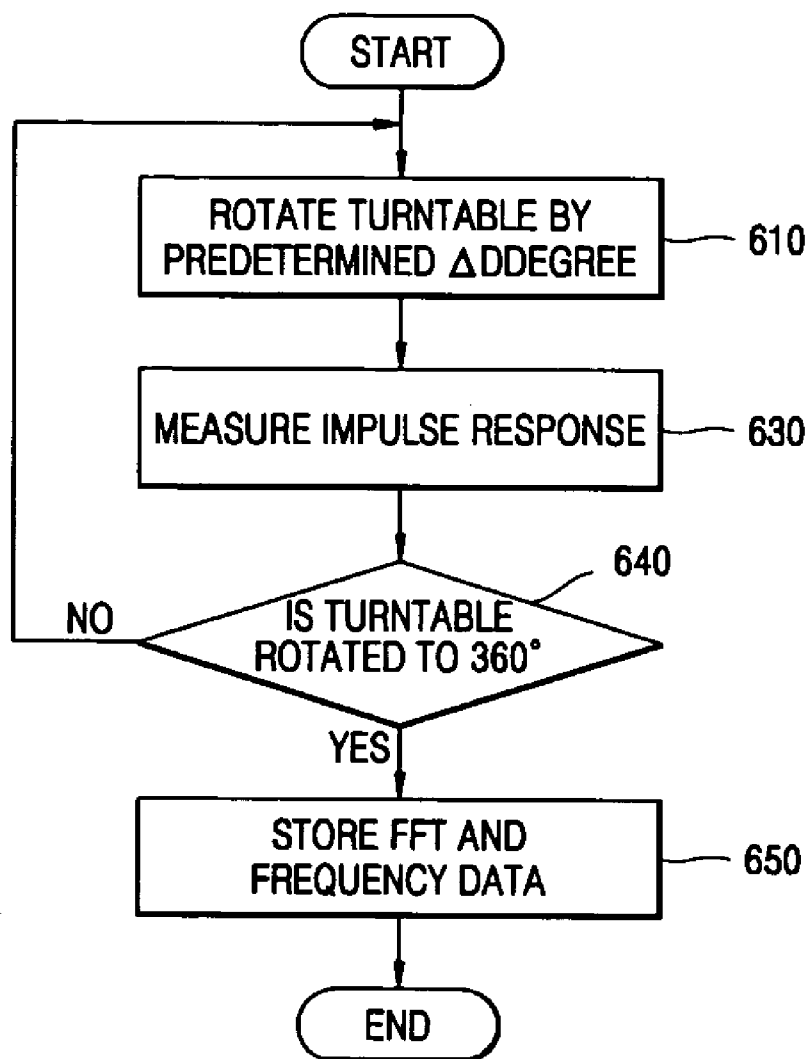 START
ROTATE TURNTABLE BY
PREDETERMINED ΔDDEGREE
610
MEASURE IMPULSE RESPONSE
630
640
IS TURNTABLE
ROTATED TO 360°
NO
YES
STORE FFT AND
FREQUENCY DATA
650
END